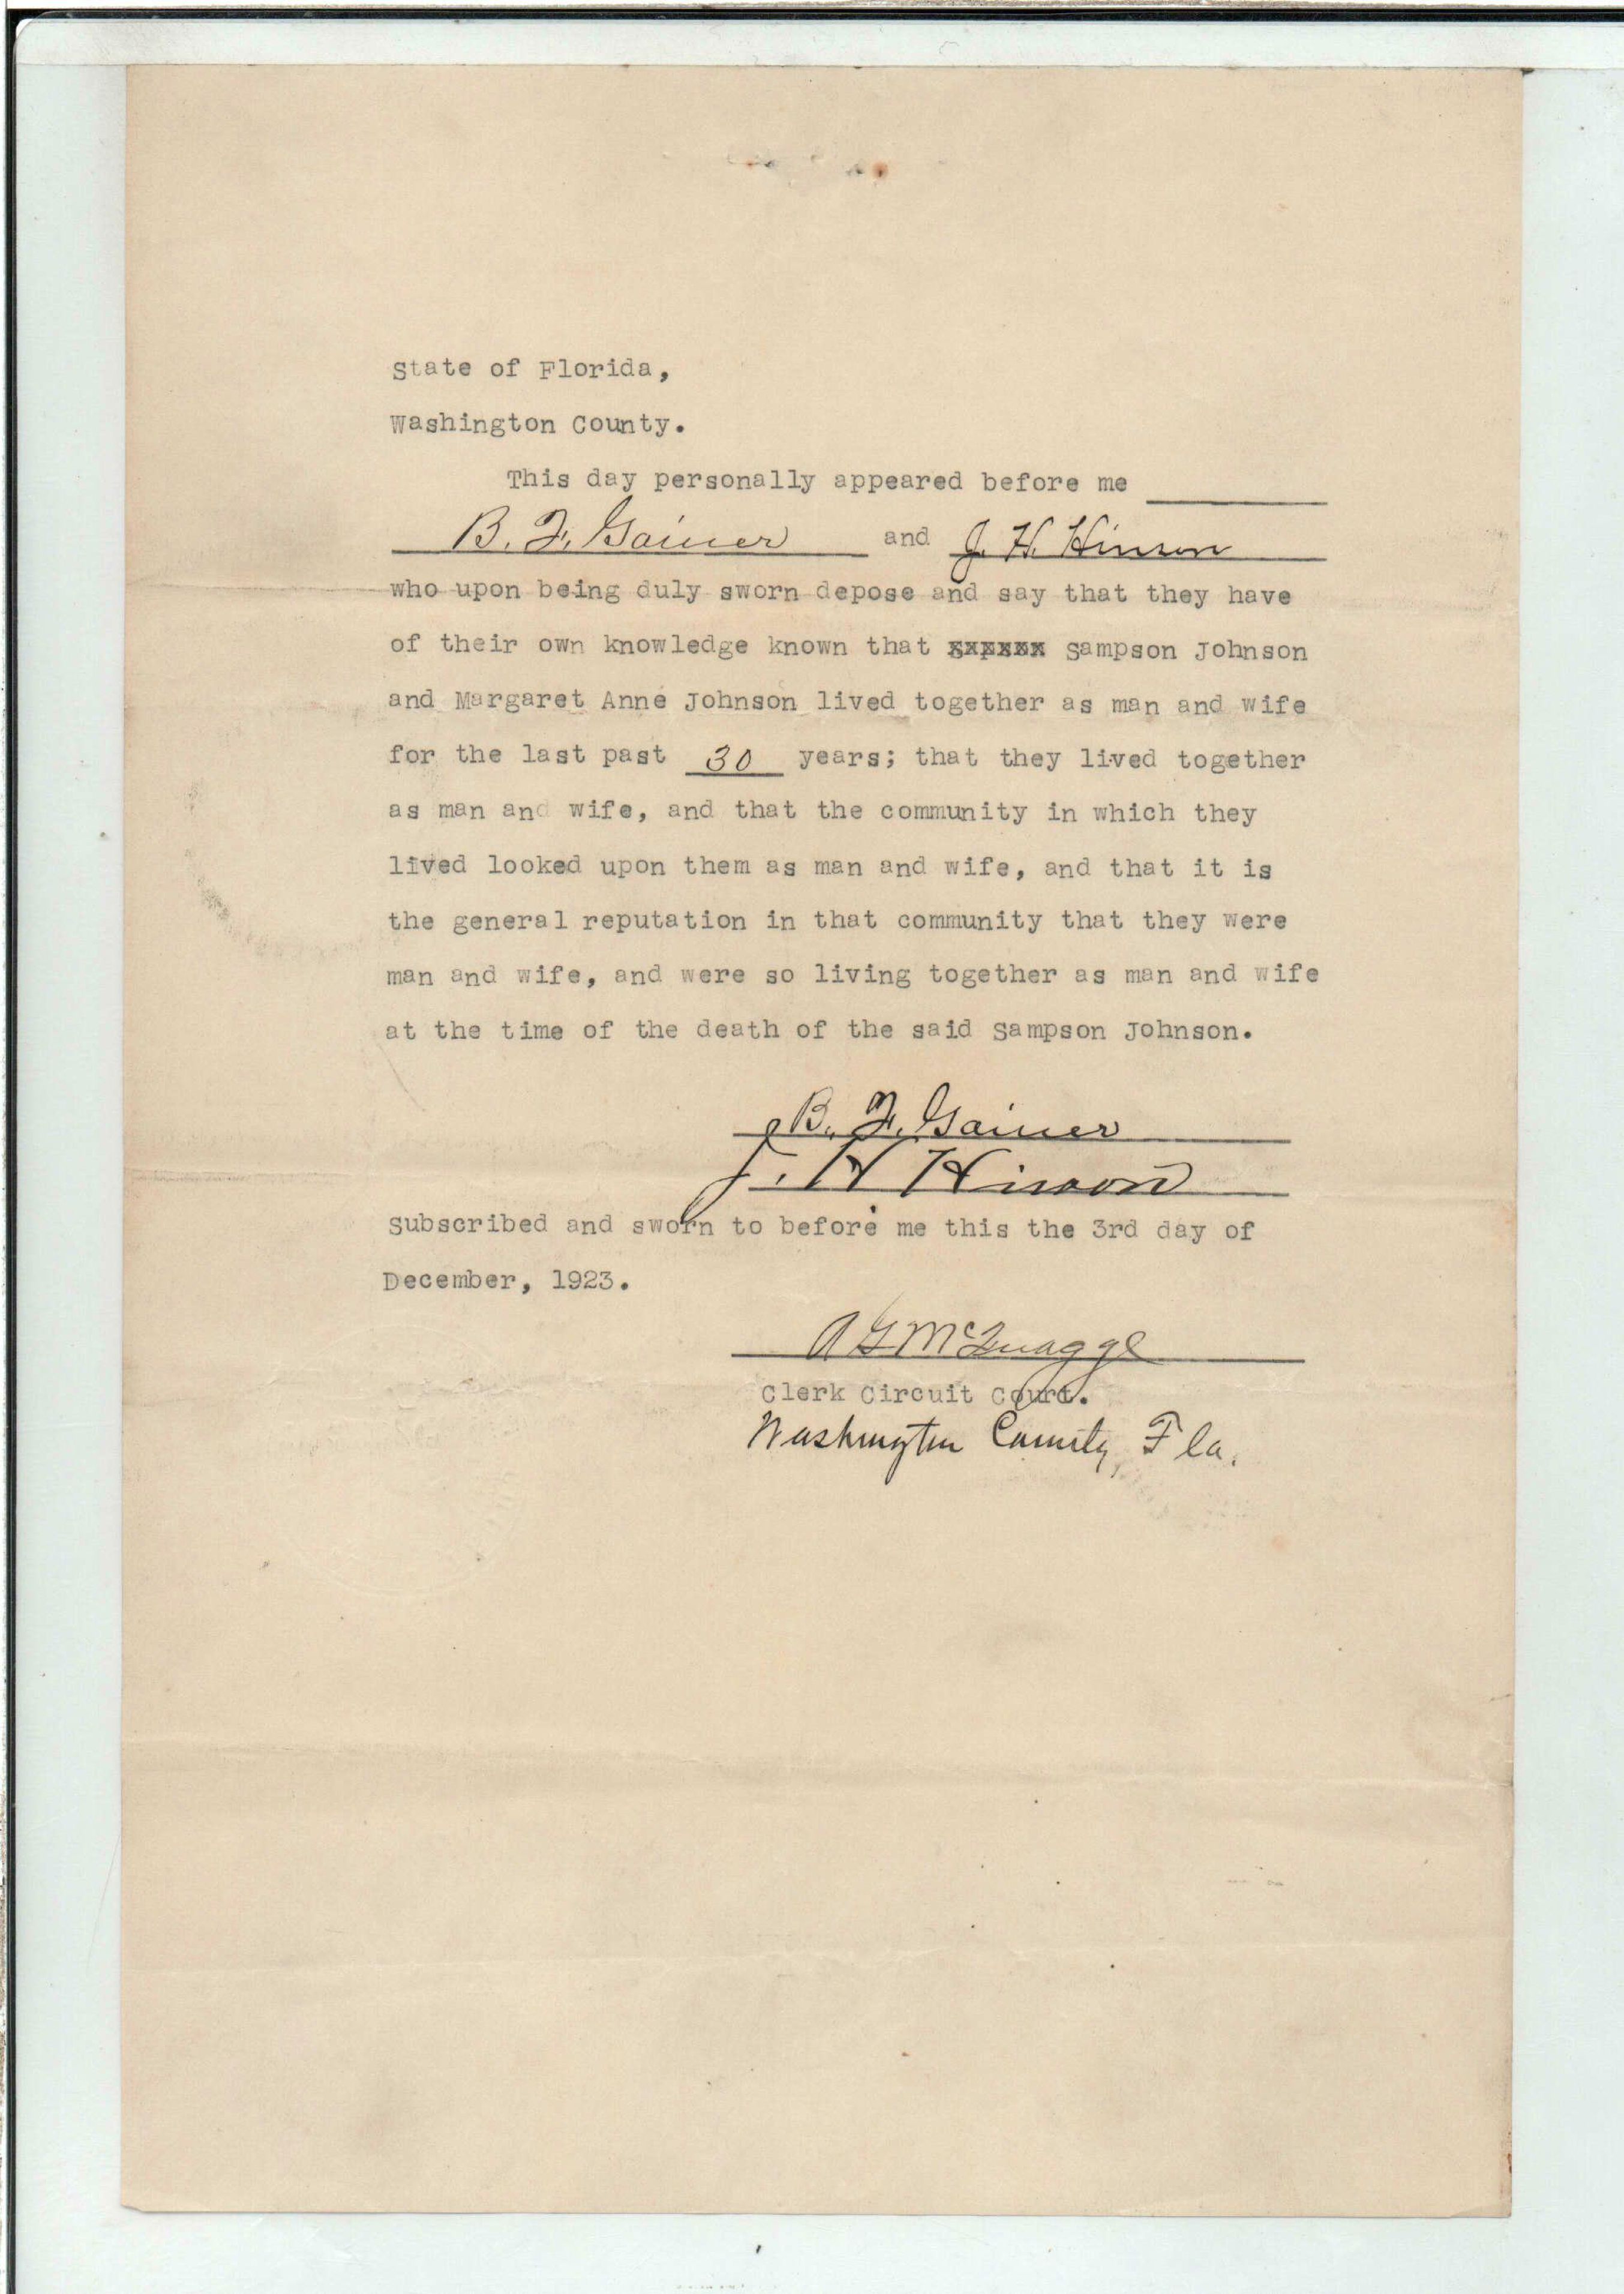 State of Florida,
Washington County.
This day personally appeared before me
B. F. Gainer and J. H. Hinson
who upon being duly sworn depose and say that they have
of their own knowledge known that Sampson Johnson
and Margaret Anne Johnson lived together as man and wife
for the last past 30 years; that they lived together
as man and wife, and that the community in which they
lived looked upon them as man and wife, and that it is
the general reputation in that community that they were
man and wife, and were so living together as man and wife
at the time of the death of the said Sampson Johnson.
B. F. Gainer
J. H Hinson
Subscribed and sworn to before me this the 3rd day of
December, 1923.
A G McQuagge
Clerk Circuit Court.
Washington County, Fla.